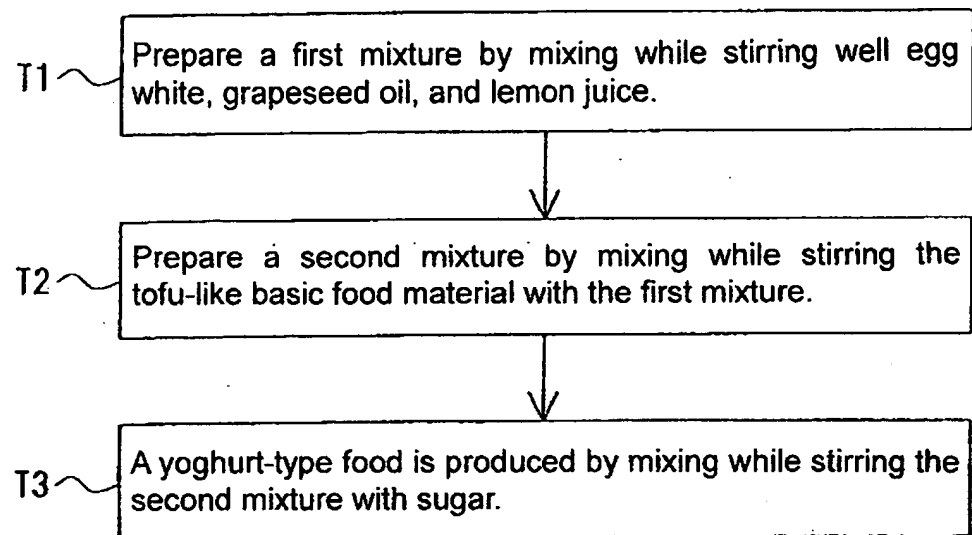 T1
Prepare a first mixture by mixing while stirring well egg
white, grapeseed oil, and lemon juice.
T2
Prepare a second mixture by mixing while stirring the
tofu-like basic food material with the first mixture.
T3
A yoghurt-type food is produced by mixing while stirring the
second mixture with sugar.